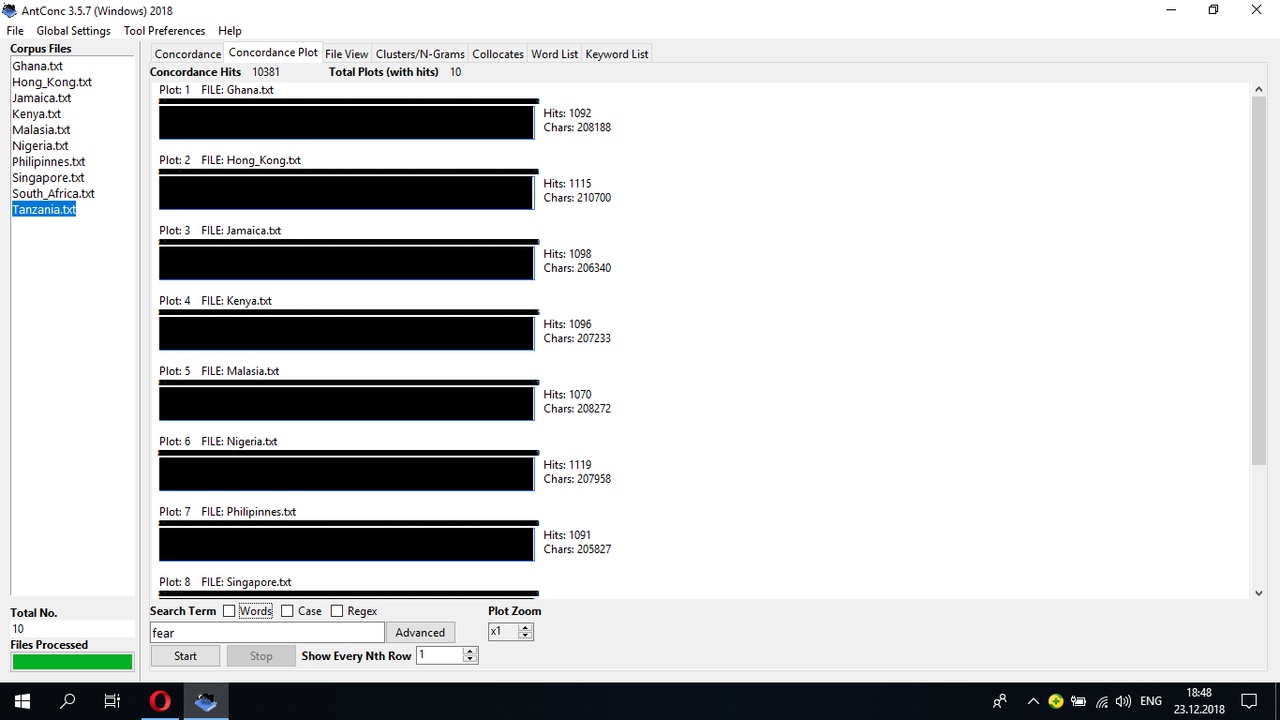 AntConc 3.5.7 (Windows) 2018
File Global Settings Tool Preferences Help
Corpus Files
Ghana.txt
Hong_Kong.txt
Jamaica.txt
Kenya.txt
Malasia.txt
Nigeria.txt
Philipinnes.txt
Singapore.txt
South_Africa.txt
Tanzania.txt
Total No.
10
Files Processed
Concordance Concordance Plot File View Clusters/N-Grams Collocates Word List Keyword List
Concordance Hits 10381 Total Plots (with hits) 10
Plot: 1 FILE: Ghana.txt
Hits: 1092
Chars: 208188
Plot: 2 FILE: Hong_Kong.txt
Hits: 1115
Chars: 210700
Plot: 3 FILE: Jamaica.txt
Hits: 1098
Chars: 206340
Plot: 4 FILE: Kenya.txt
Hits: 1096
Chars: 207233
Plot: 5 FILE: Malasia.txt
Hits: 1070
Chars: 208272
Plot: 6 FILE: Nigeria.txt
Hits: 1119
Chars: 207958
Plot: 7 FILE: Philipinnes.txt
Hits: 1091
Chars: 205827
Plot: 8 FILE: Singapore.txt
Search Term Words Case Regex Plot Zoom
fear Advanced x1
Start Stop Show Every Nth Row 1
ENG
18:48
23.12.2018